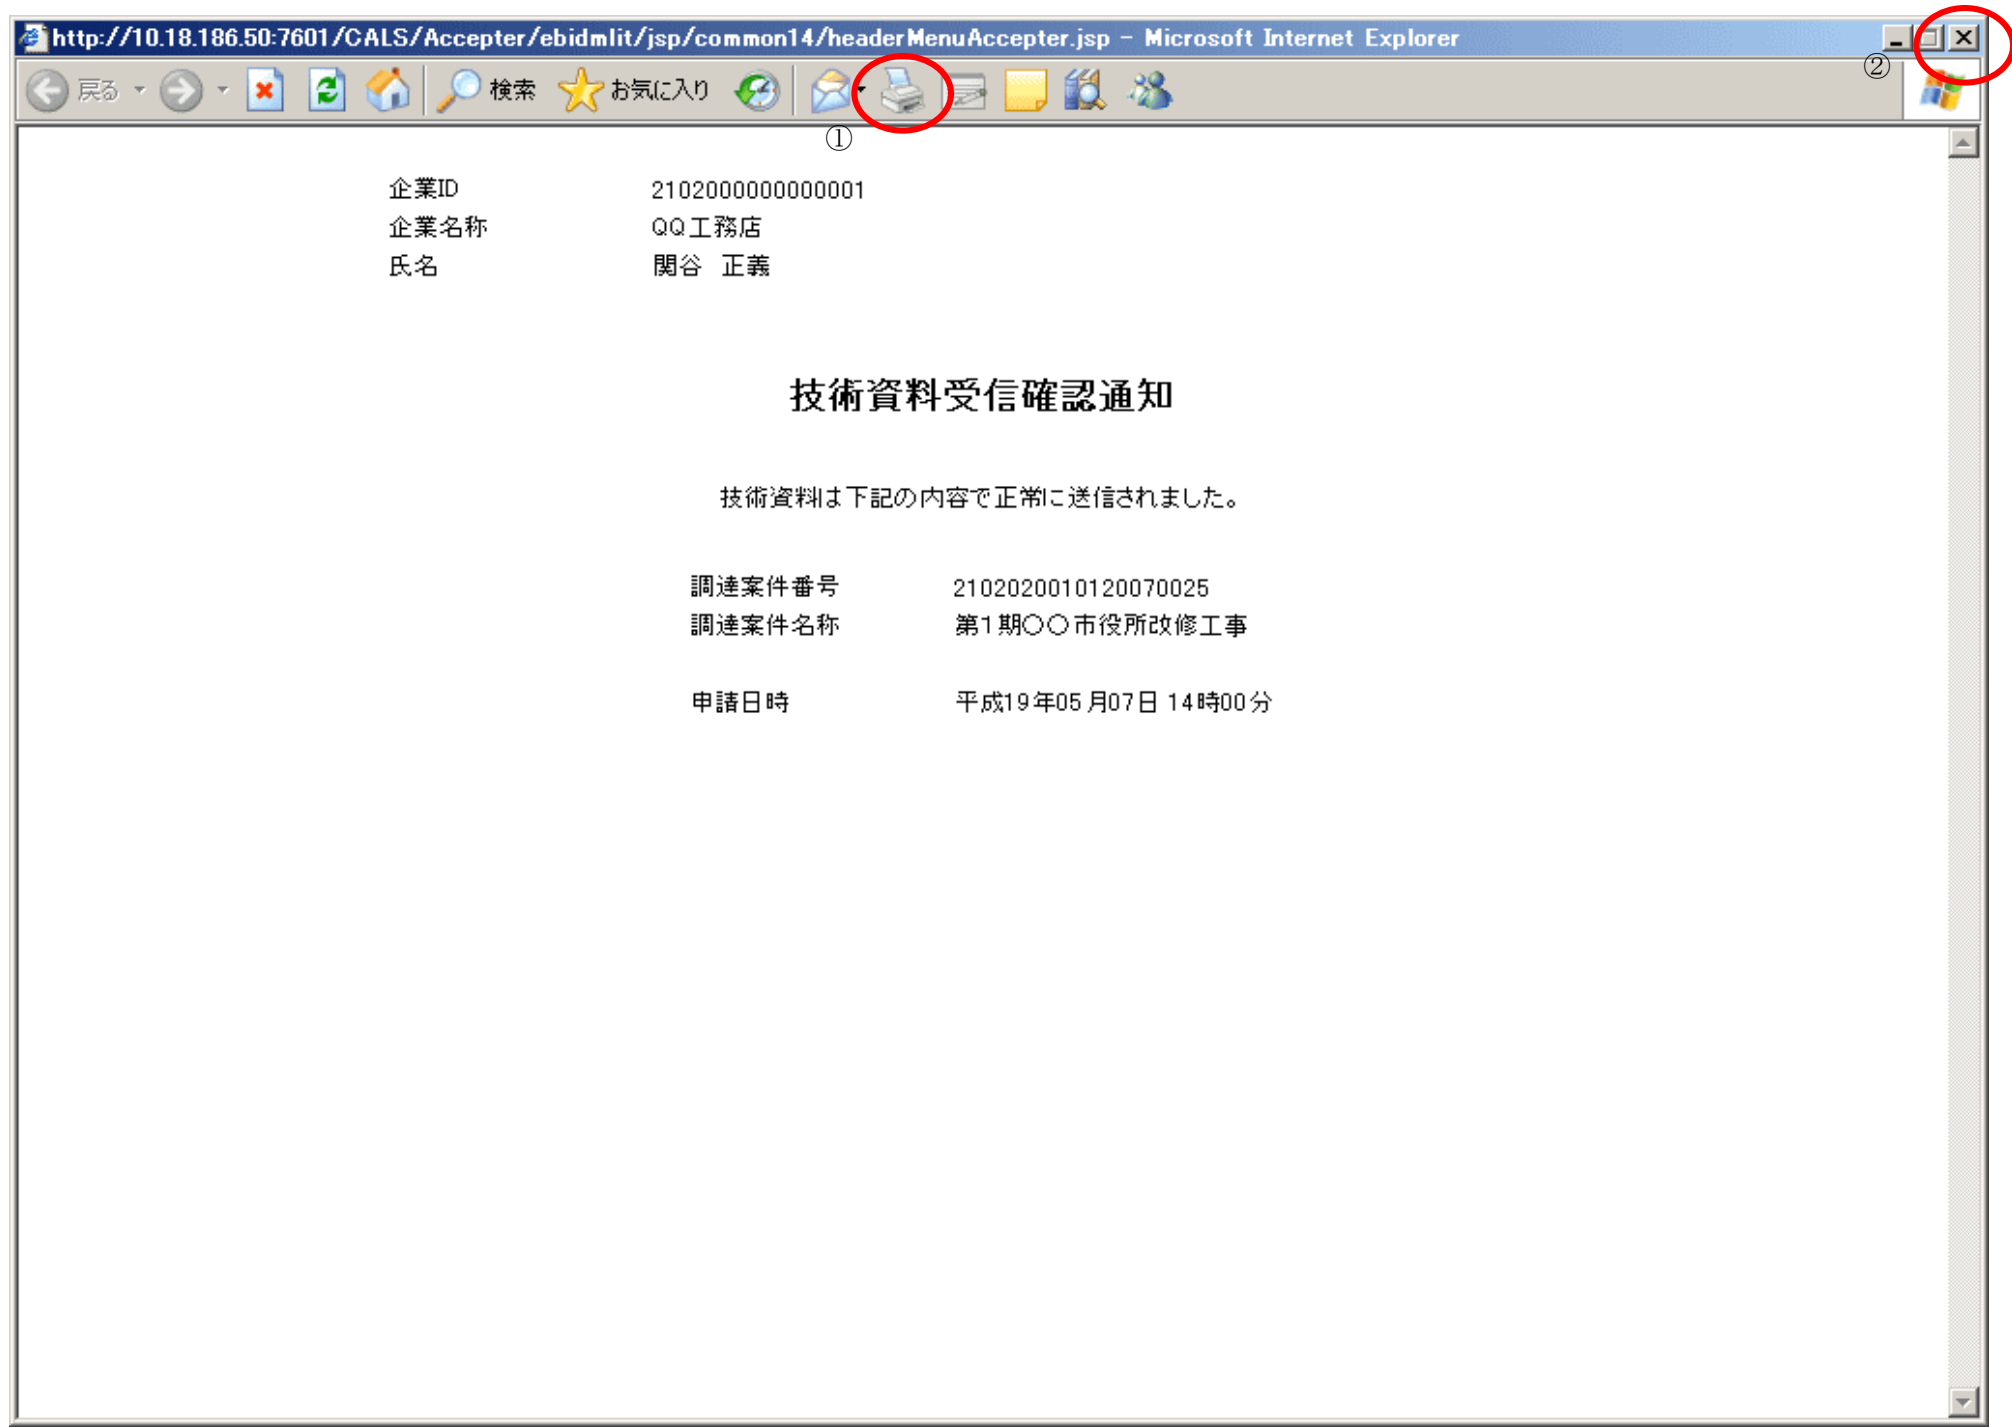 http://10.18.186.50:7601/CALS/Accepter/ebidmlit/jsp/common14/headerMenuAccepter.jsp - Microsoft Internet Explorer
戻る 検索 お気に入り
②
①
企業ID 2102000000000001
企業名称 QQ工務店
氏名 関谷 正義
技術資料受信確認通知
技術資料は下記の内容で正常に送信されました。
調達案件番号 2102020010120070025
調達案件名称 第1期〇〇市役所改修工事
申請日時 平成19年05月07日 14時00分